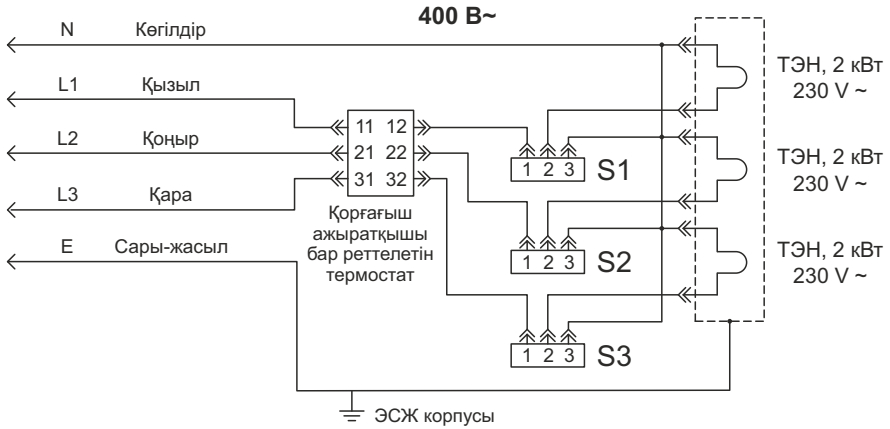 400 В~
N Көгілдір
L1 Қызыл
L2 Қоңыр
L3 Қара
E Сары-жасыл
11 12
21 22
31 32
Қорғағыш
ажыратқышы
бар реттелетін
термостат
1 2 3 S1
1 2 3 S2
1 2 3 S3
ТЭН, 2 кВт
230 V ~
ТЭН, 2 кВт
230 V ~
ТЭН, 2 кВт
230 V ~
ЭСЖ корпусы